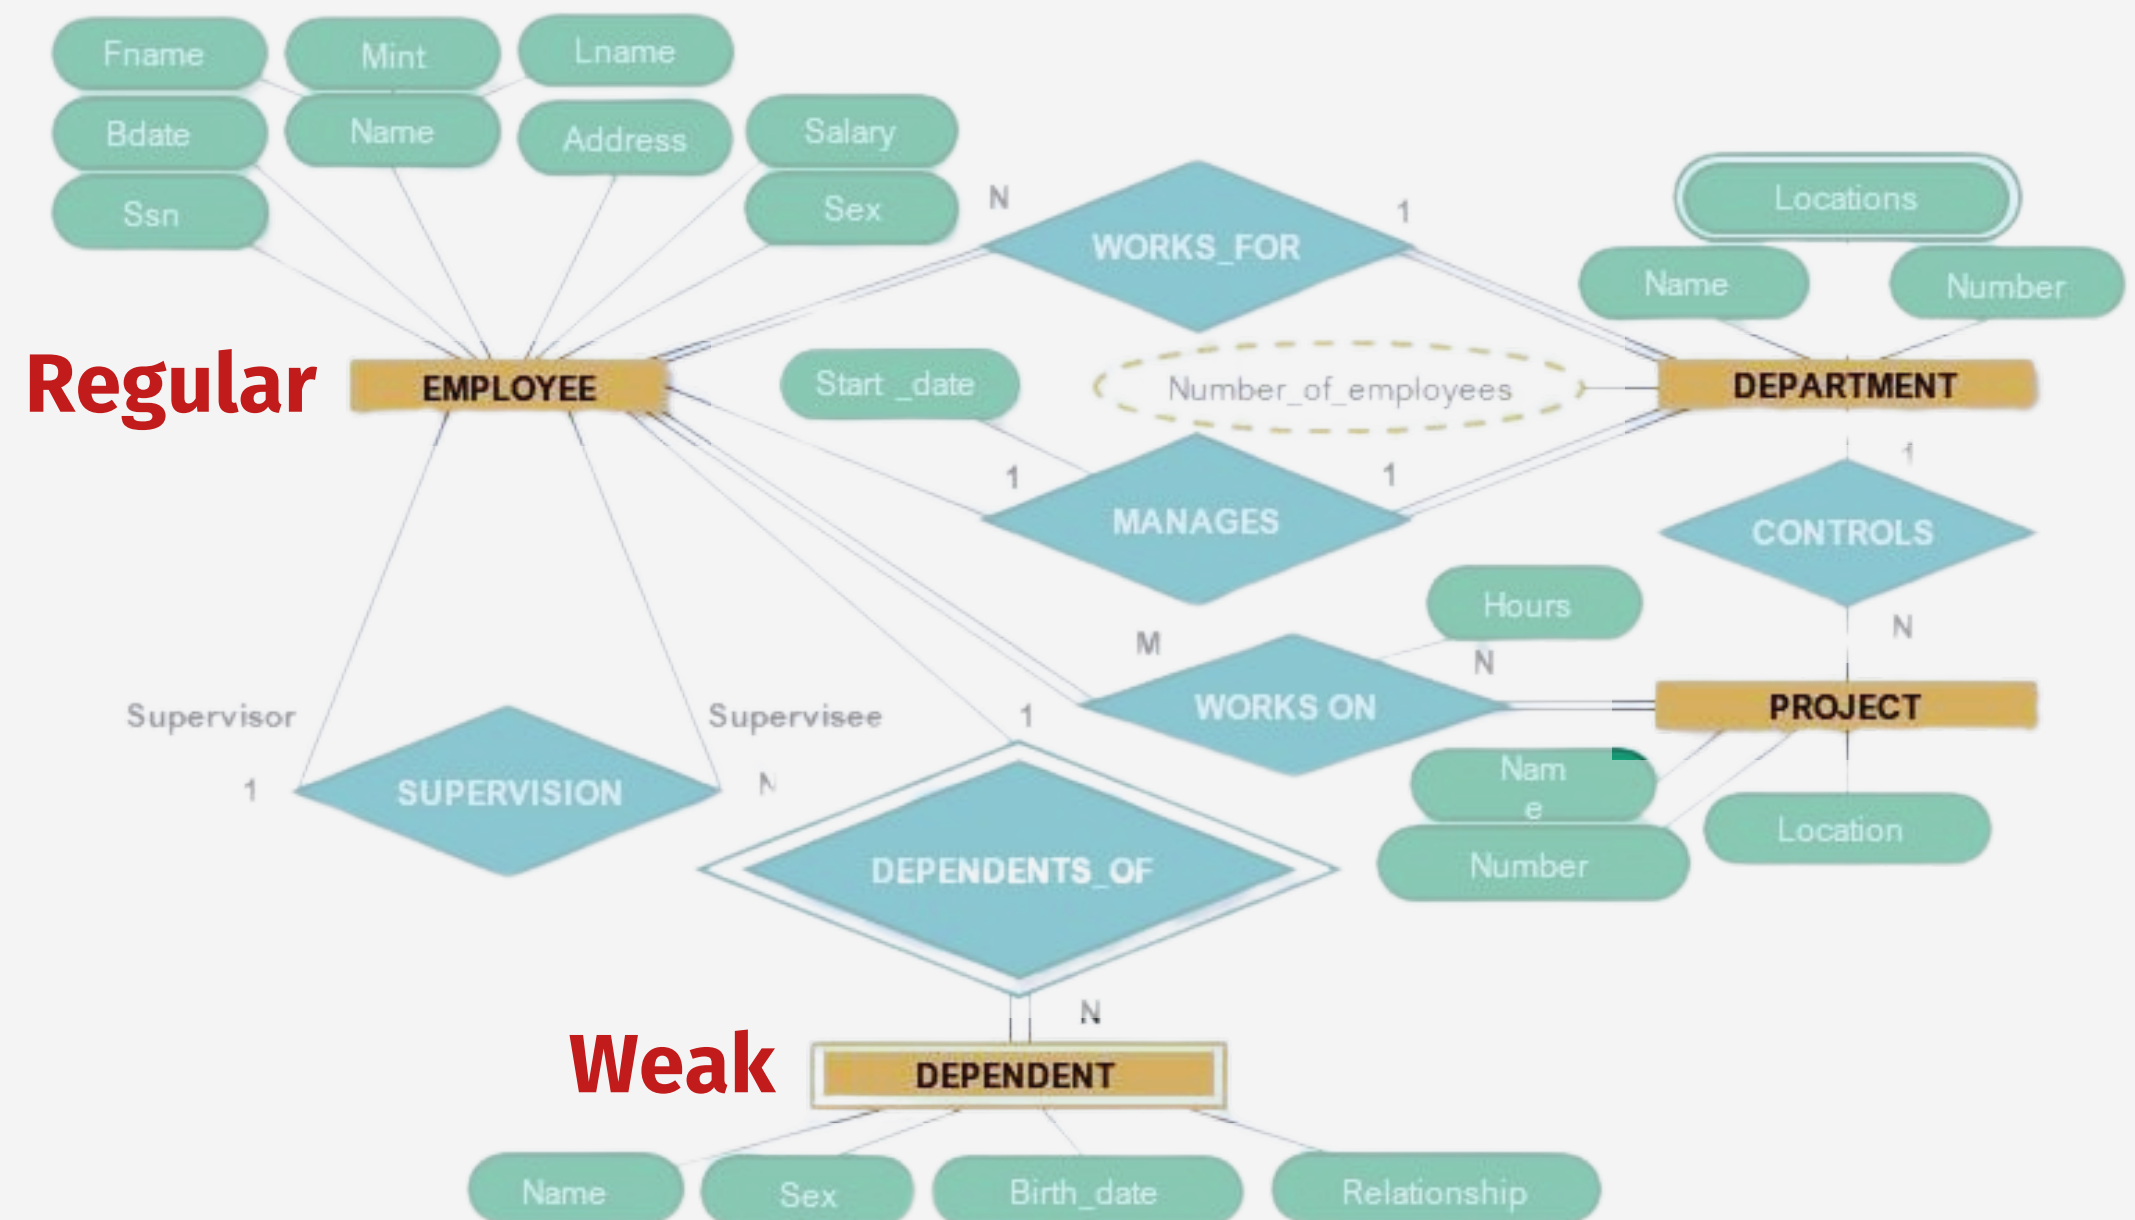 Fname
Mint
Lname
Bdate
Name
Address
Salary
Ssn
Sex
N
WORKS_FOR
1
Locations
Name
Number
Regular
EMPLOYEE
Start _date
Number_of_employees
DEPARTMENT
1
MANAGES
1
1
CONTROLS
N
Hours
M
WORKS ON
N
PROJECT
Supervisor
1
SUPERVISION
Supervisee
N
1
Nam
e
Number
Location
DEPENDENTS_OF
N
Weak
DEPENDENT
Name
Sex
Birth_date
Relationship